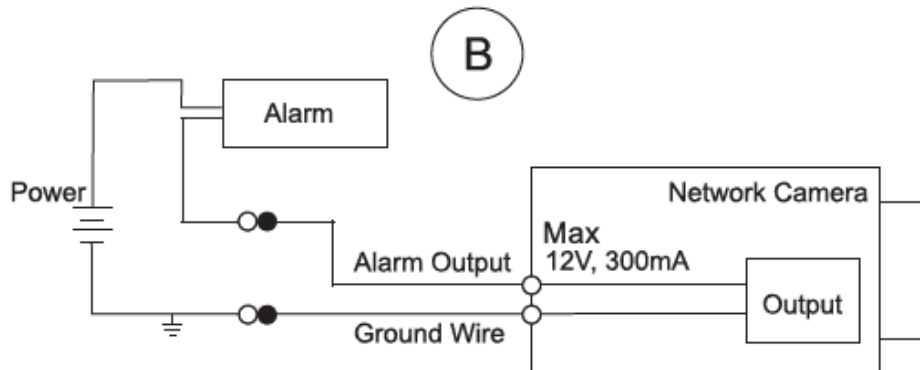 B
Alarm
Power
Network Camera
Max
12V, 300mA
Alarm Output
Output
Ground Wire